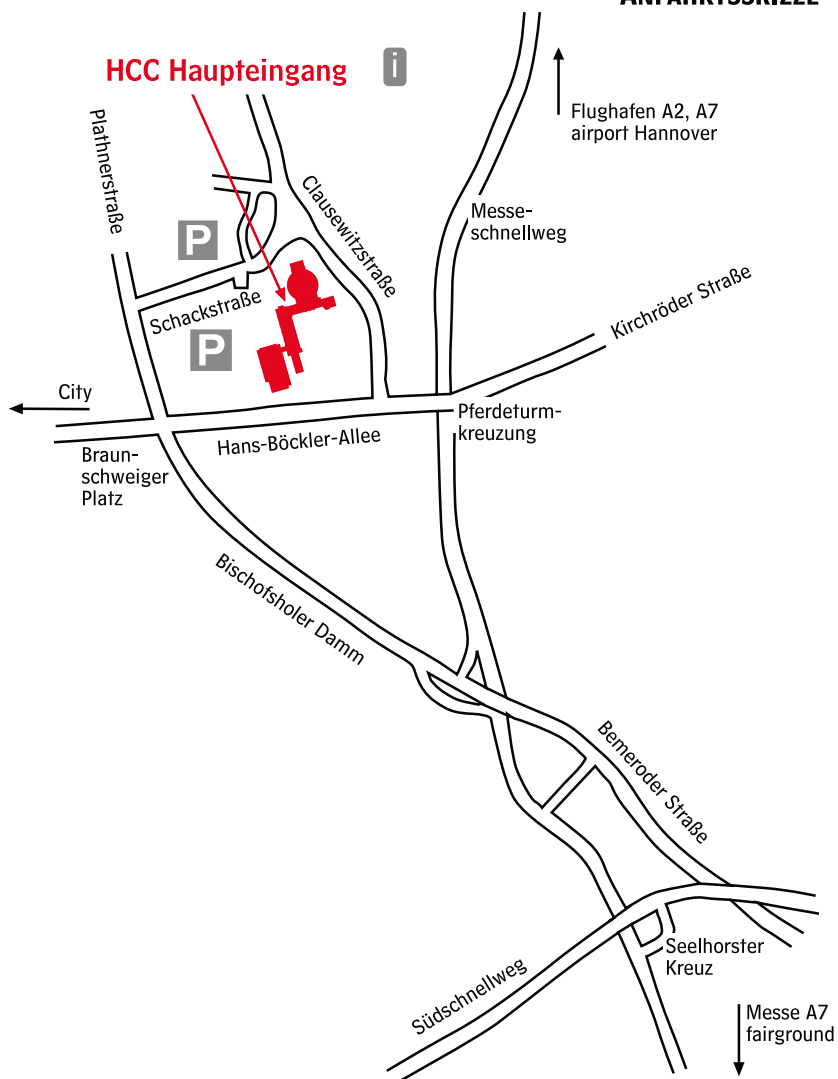 ANFAHRTSSKIZZE
HCC Haupteingang
i
Flughafen A2, A7
airport Hannover
Plathnerstraße
Clausewitzstraße
Messe-
schnellweg
P
Schackstraße
Kirchröder Straße
P
City
Pferdeturm-
kreuzung
Hans-Böckler-Allee
Braun-
schweiger
Platz
Bischofsholer Damm
Bemeroder Straße
Seelhorster
Kreuz
Südschnellweg
Messe A7
fairground